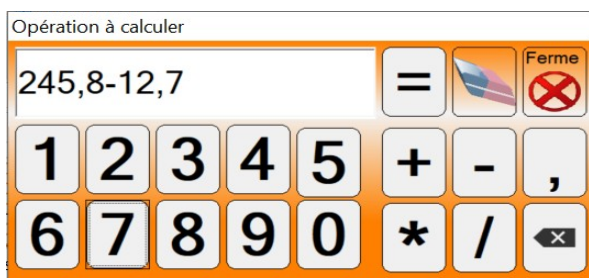 Opération à calculer
245,8-12,7 = Ferme
1 2 3 4 5 + - ,
6 7 8 9 0 * /